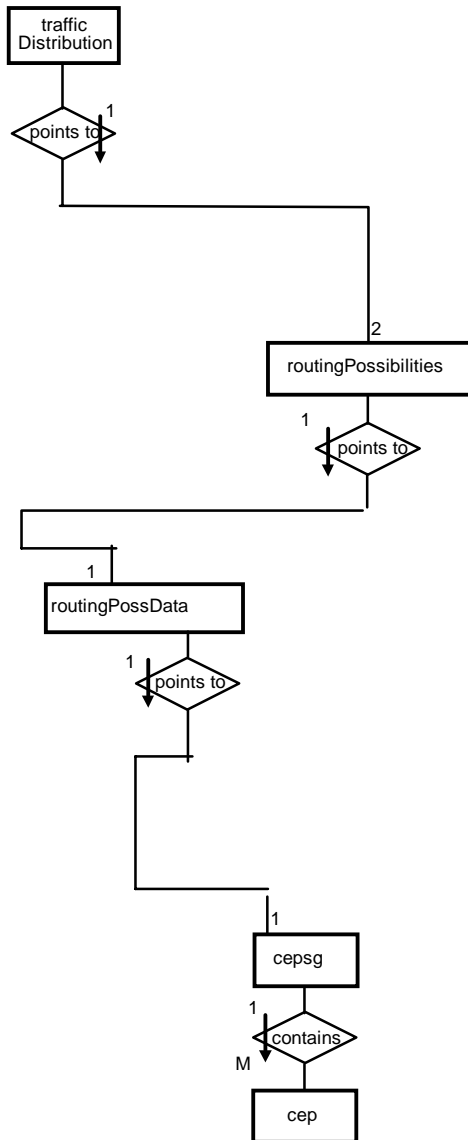 traffic
Distribution
1
points to
2
routingPossibilities
1
points to
1
routingPossData
1
points to
1
cepsg
1
contains
M
cep